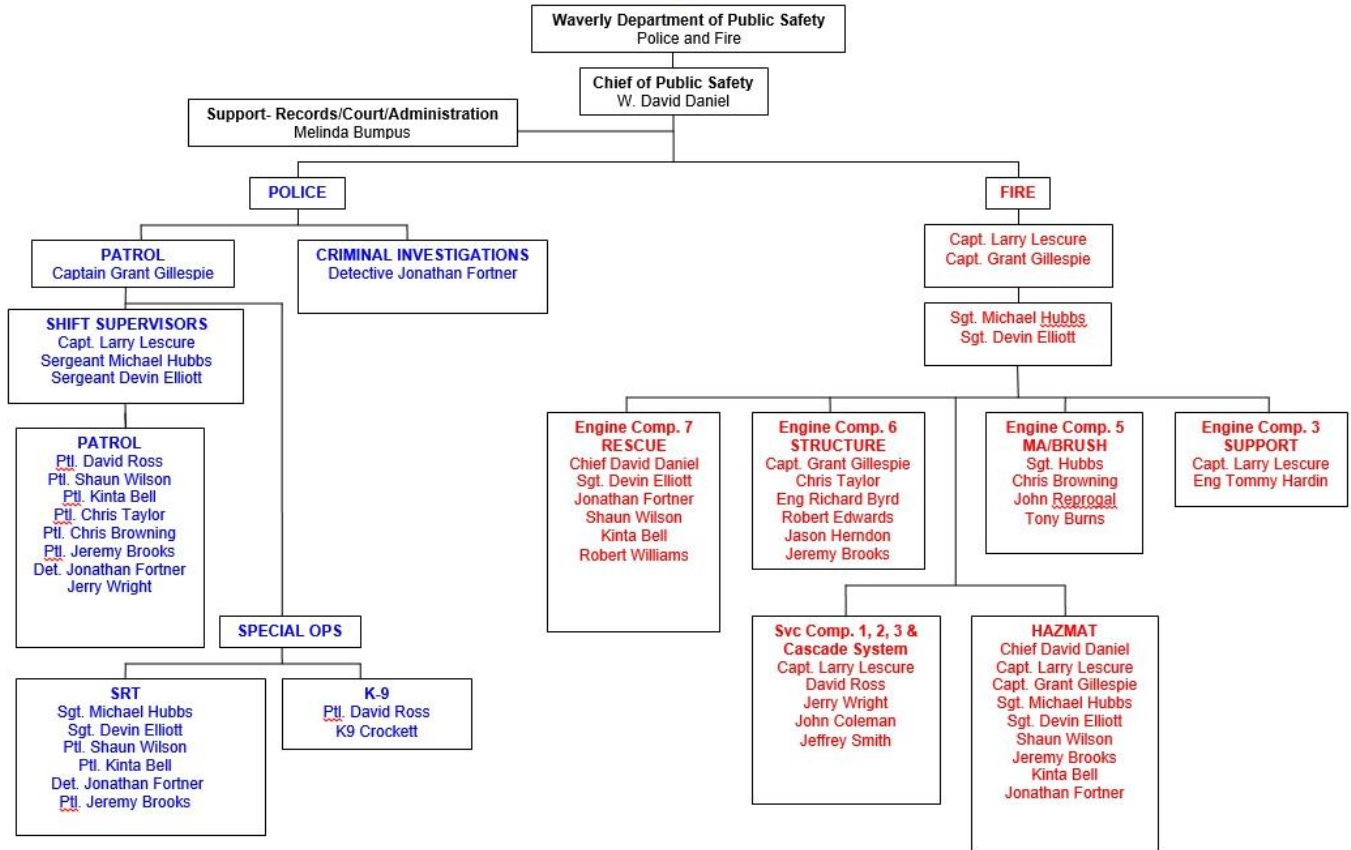 Waverly Department of Public Safety
Police and Fire
Chief of Public Safety
W. David Daniel
Support- Records/Court/Administration
Melinda Bumpus
POLICE
FIRE
PATROL
Captain Grant Gillespie
CRIMINAL INVESTIGATIONS
Detective Jonathan Fortner
Capt. Larry Lescure
Capt. Grant Gillespie
SHIFT SUPERVISORS
Capt. Larry Lescure
Sergeant Michael Hubbs
Sergeant Devin Elliott
Sgt. Michael Hubbs
Sgt. Devin Elliott
PATROL
Ptl. David Ross
Ptl. Shaun Wilson
Ptl. Kinta Bell
Ptl. Chris Taylor
Ptl. Chris Browning
Ptl. Jeremy Brooks
Det. Jonathan Fortner
Jerry Wright
Engine Comp. 7
RESCUE
Chief David Daniel
Sgt. Devin Elliott
Jonathan Fortner
Shaun Wilson
Kinta Bell
Robert Williams
Engine Comp. 6
STRUCTURE
Capt. Grant Gillespie
Chris Taylor
Eng Richard Byrd
Robert Edwards
Jason Herndon
Jeremy Brooks
Engine Comp. 5
MA/BRUSH
Sgt. Hubbs
Chris Browning
John Reprogal
Tony Burns
Engine Comp. 3
SUPPORT
Capt. Larry Lescure
Eng Tommy Hardin
SPECIAL OPS
SRT
Sgt. Michael Hubbs
Sgt. Devin Elliott
Ptl. Shaun Wilson
Ptl. Kinta Bell
Det. Jonathan Fortner
Ptl. Jeremy Brooks
K-9
Ptl. David Ross
K9 Crockett
Svc Comp. 1, 2, 3 &
Cascade System
Capt. Larry Lescure
David Ross
Jerry Wright
John Coleman
Jeffrey Smith
HAZMAT
Chief David Daniel
Capt. Larry Lescure
Capt. Grant Gillespie
Sgt. Michael Hubbs
Sgt. Devin Elliott
Shaun Wilson
Jeremy Brooks
Kinta Bell
Jonathan Fortner